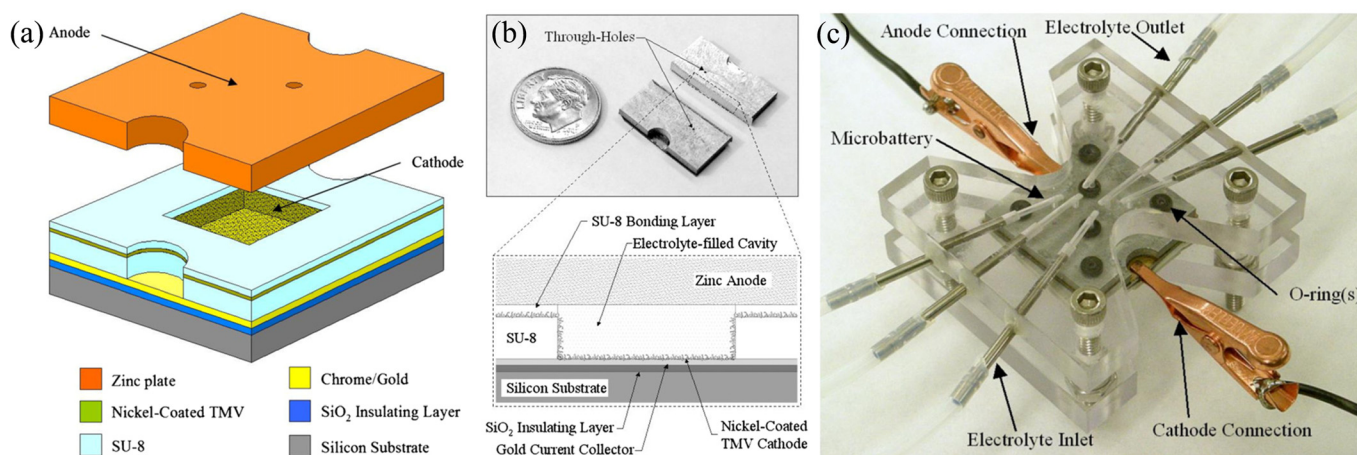 (a)
Anode
Cathode
Zinc plate
Nickel-Coated TMV
SU-8
Chrome/Gold
SiO₂ Insulating Layer
Silicon Substrate
(b)
Through-Holes
SU-8 Bonding Layer
Electrolyte-filled Cavity
Zinc Anode
SU-8
Silicon Substrate
SiO₂ Insulating Layer
Gold Current Collector
Nickel-Coated
TMV Cathode
(c)
Anode Connection
Electrolyte Outlet
Microbattery
O-ring(s)
Electrolyte Inlet
Cathode Connection